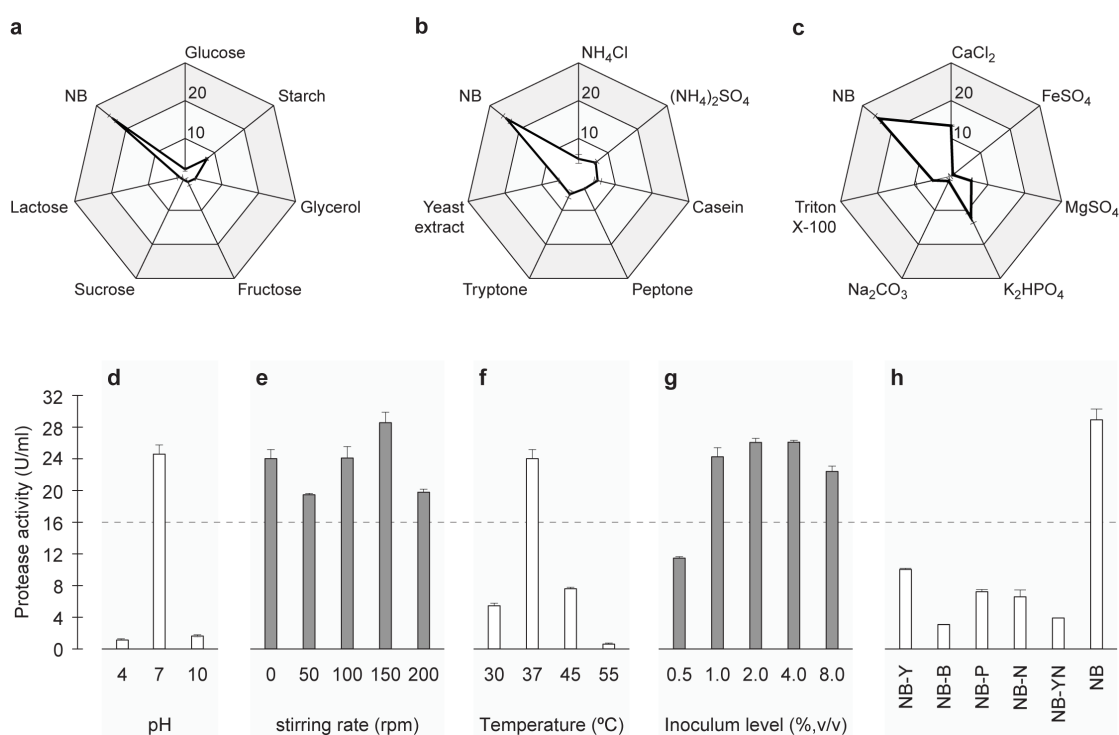 a
Glucose
NB
Starch
20
10
Lactose
Glycerol
Sucrose
Fructose
b
NH₄Cl
NB
(NH₄)₂SO₄
20
10
Yeast
extract
Casein
Tryptone
Peptone
c
CaCl₂
NB
FeSO₄
20
10
Triton
X-100
MgSO₄
Na₂CO₃
K₂HPO₄
Protease activity (U/ml)
32
28
24
20
16
12
8
4
0
d
4 7 10
pH
e
0 50 100 150 200
stirring rate (rpm)
f
30 37 45 55
Temperature (ºC)
g
0.5 1.0 2.0 4.0 8.0
Inoculum level (%,v/v)
h
NB-Y
NB-B
NB-P
NB-N
NB-YN
NB